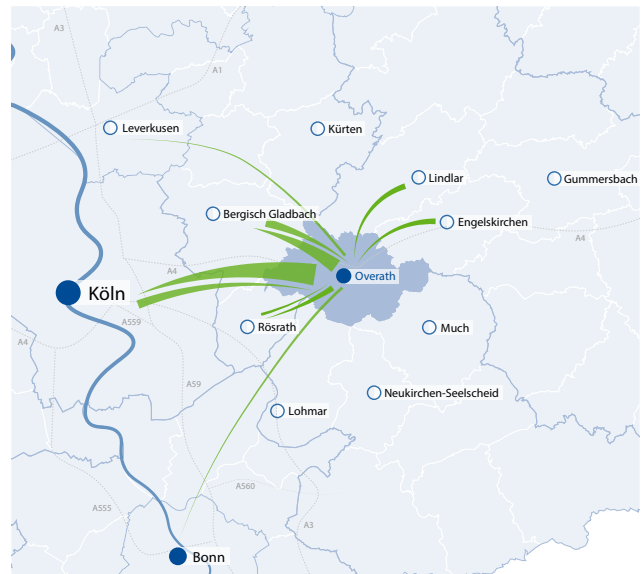 A3
A1
Leverkusen
Kürten
Lindlar
Gummersbach
Bergisch Gladbach
Engelskirchen
A4
A4
Overath
Köln
A559
Rösrath
Much
A4
A59
Neukirchen-Seelscheid
Lohmar
A560
A555
A3
Bonn